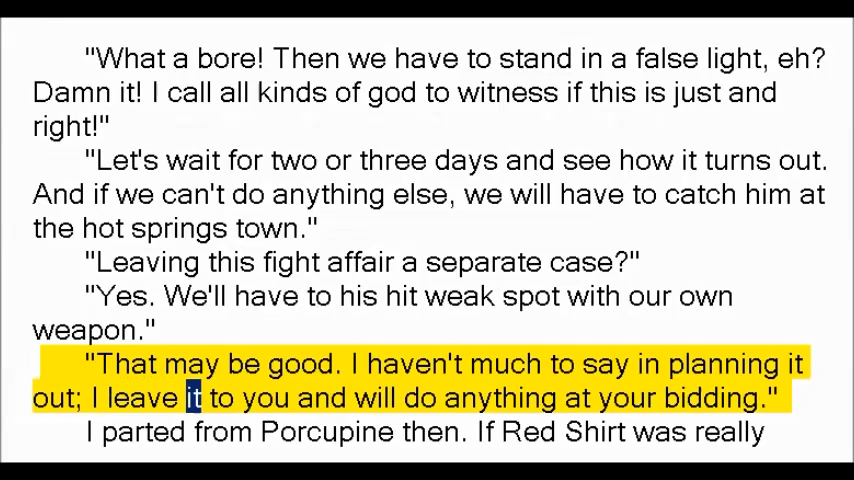 "What a bore! Then we have to stand in a false light, eh?
Damn it! I call all kinds of god to witness if this is just and
right!"
"Let's wait for two or three days and see how it turns out.
And if we can't do anything else, we will have to catch him at
the hot springs town."
"Leaving this fight affair a separate case?"
"Yes. We'll have to his hit weak spot with our own
weapon."
"That may be good. I haven't much to say in planning it
out; I leave it to you and will do anything at your bidding."
I parted from Porcupine then. If Red Shirt was really